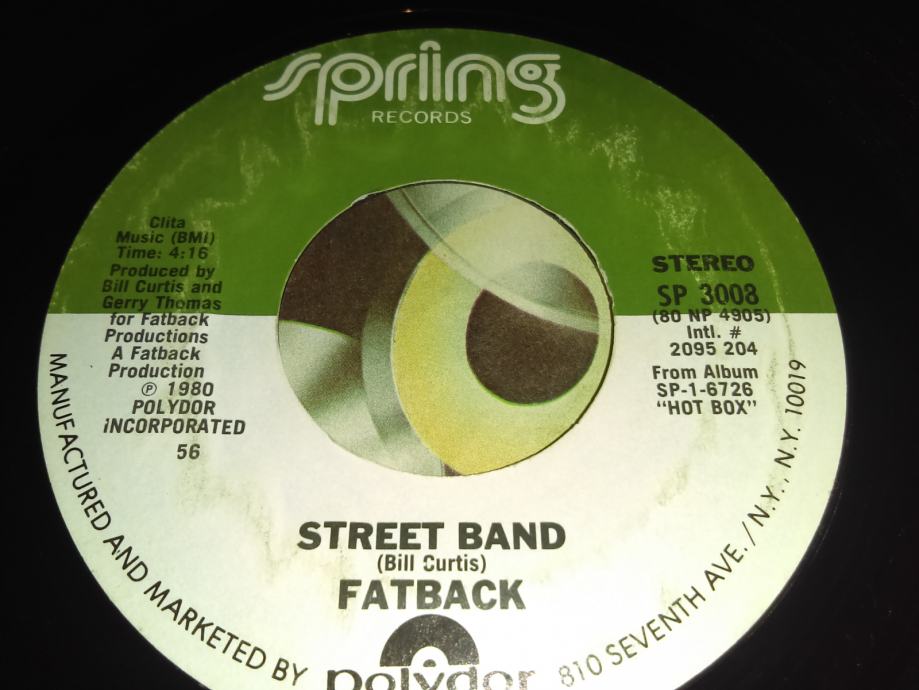 spring
RECORDS
Clita
Music (BMI)
Time: 4:16
Produced by
Bill Curtis and
Gerry Thomas
for Fatback
Productions
A Fatback
Production
℗ 1980
POLYDOR
INCORPORATED
56
STEREO
SP 3008
(80 NP 4905)
Intl. #
2095 204
From Album
SP-1-6726
"HOT BOX"
STREET BAND
(Bill Curtis)
FATBACK
MANUFACTURED AND MARKETED BY polydor 810 SEVENTH AVE. / N.Y., N.Y. 10019